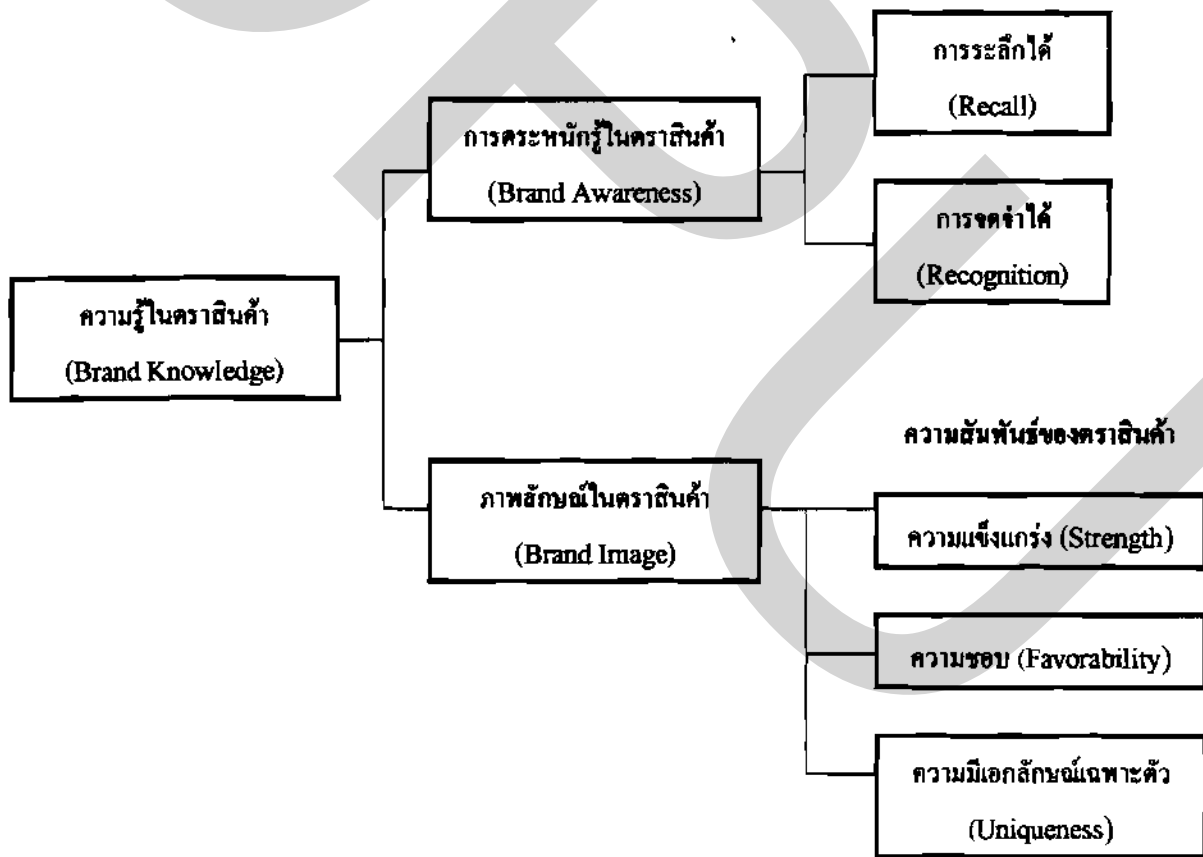 การระลึกได้
(Recall)
การตระหนักรู้ในตราสินค้า
(Brand Awareness)
การจดจำได้
(Recognition)
ความรู้ในตราสินค้า
(Brand Knowledge)
ความสัมพันธ์ของตราสินค้า
ภาพลักษณ์ในตราสินค้า
(Brand Image)
ความแข็งแกร่ง (Strength)
ความชอบ (Favorability)
ความมีเอกลักษณ์เฉพาะตัว
(Uniqueness)